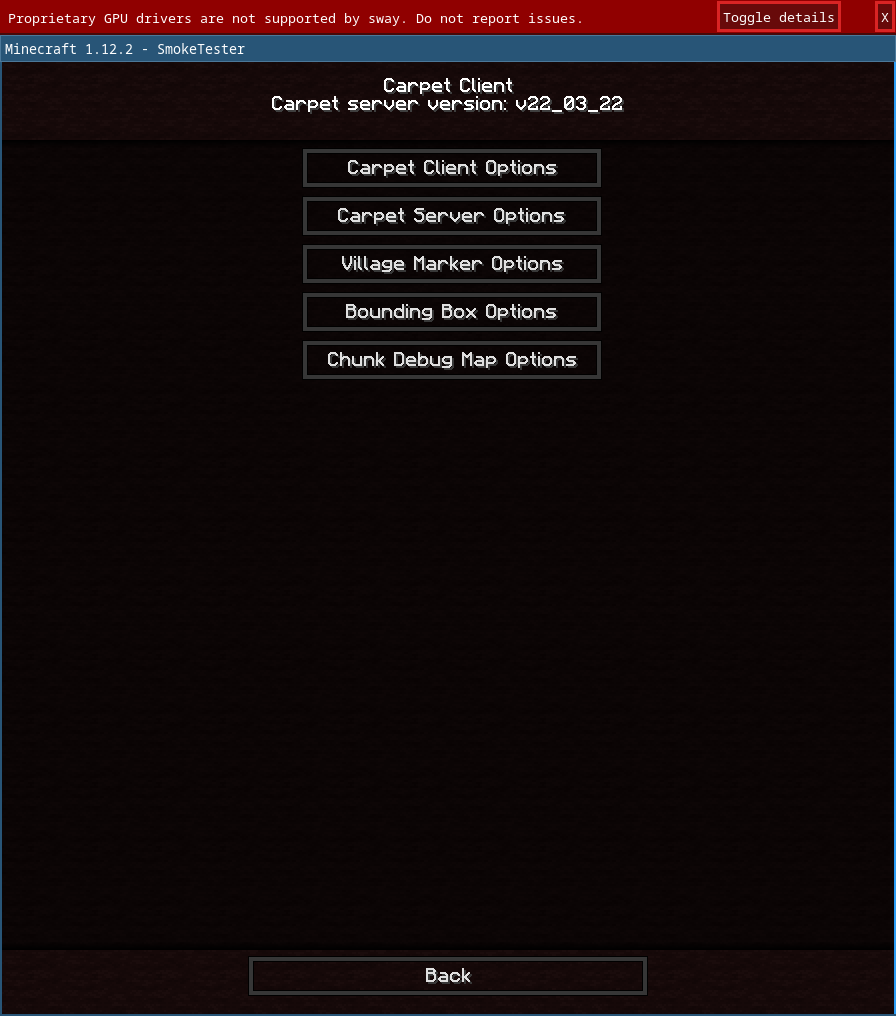 Proprietary GPU drivers are not supported by sway. Do not report issues.
Toggle details
X
Minecraft 1.12.2 - SmokeTester
Carpet Client
Carpet server version: v22_03_22
Carpet Client Options
Carpet Server Options
Village Marker Options
Bounding Box Options
Chunk Debug Map Options
Back